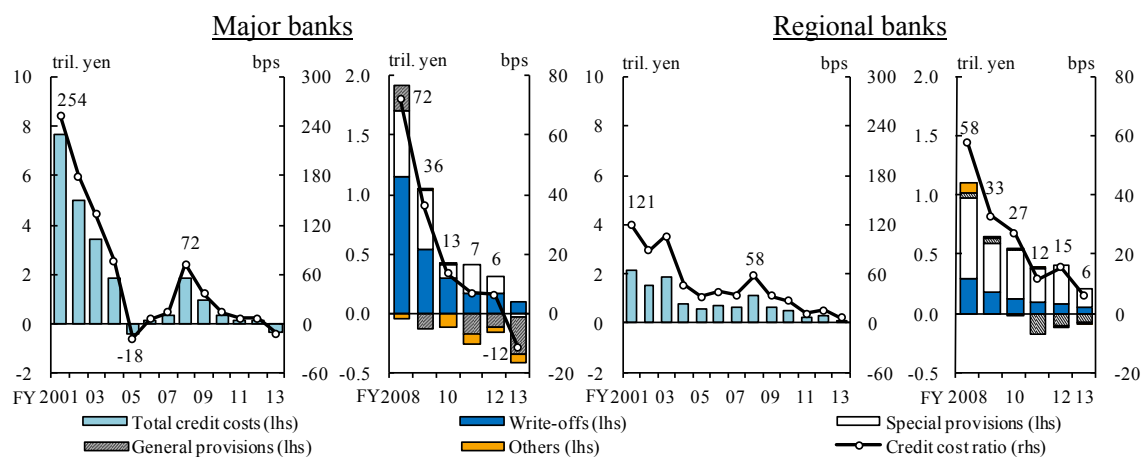 Major banks
Regional banks
tril. yen bps tril. yen bps tril. yen bps tril. yen bps
10 300 2.0 80 10 300 2.0 80
254 72 58
8 240 1.5 60 8 240 1.5 60
36 33
6 180 1.0 40 6 180 1.0 40
27
4 120 0.5 20 4 121 120 0.5 20
72 13 7 6 58 12 15 6
2 60 0.0 0 2 60 0.0 0
0 0 0 0
-18 -12
-2 -60 -0.5 -20 -2 -60 -0.5 -20
FY 2001 03 05 07 09 11 13 FY 2008 10 12 13 FY 2001 03 05 07 09 11 13 FY 2008 10 12 13
Total credit costs (lhs) Write-offs (lhs) Special provisions (lhs)
General provisions (lhs) Others (lhs) Credit cost ratio (rhs)